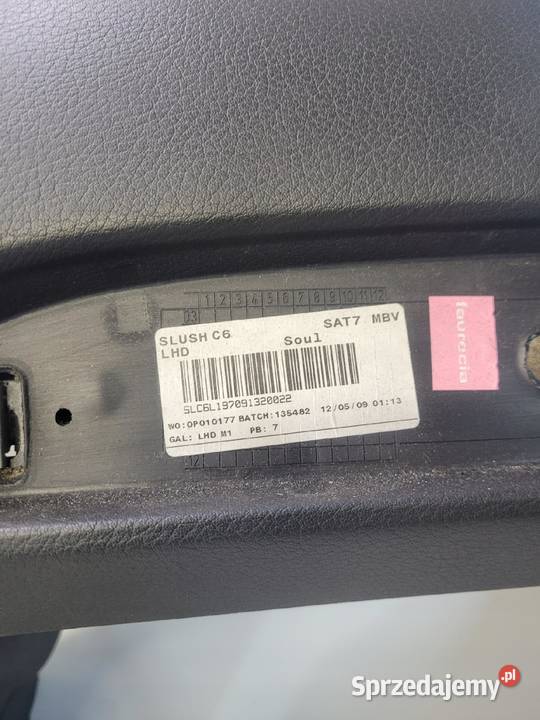 1 2 3 4 5 6 7 8 9 10 11 12
03
SLUSH C6 SAT7 MBV
LHD Soul
SLC6L197091320022
WO:OP010177 BATCH:135482 12/05/09 01:13
GAL: LHD M1 PB: 7
12
faurecia
Sprzedajemy.pl